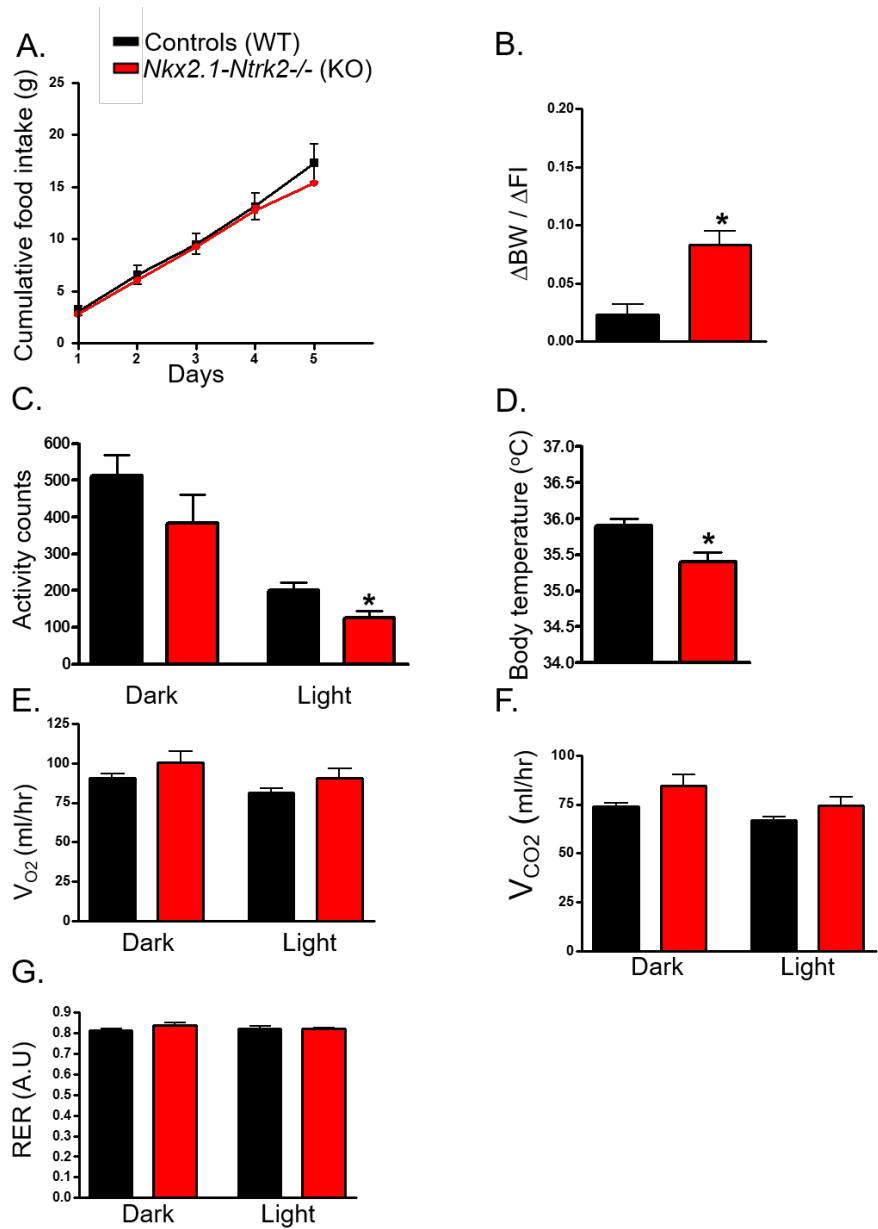 A.
Controls (WT)
Nkx2.1-Ntrk2-/- (KO)
Cumulative food intake (g)
25
20
15
10
5
0
1 2 3 4 5
Days
B.
ΔBW / ΔFI
0.20
0.15
0.10
0.05
0.00
*
C.
Activity counts
600
500
400
300
200
100
0
*
Dark Light
D.
Body temperature (°C)
37.0
36.5
36.0
35.5
35.0
34.5
34.0
*
E.
VO2 (ml/hr)
125
100
75
50
25
0
Dark Light
F.
VCO2 (ml/hr)
100
75
50
25
0
Dark Light
G.
RER (A.U)
0.9
0.8
0.7
0.6
0.5
0.4
0.3
0.2
0.1
0.0
Dark Light